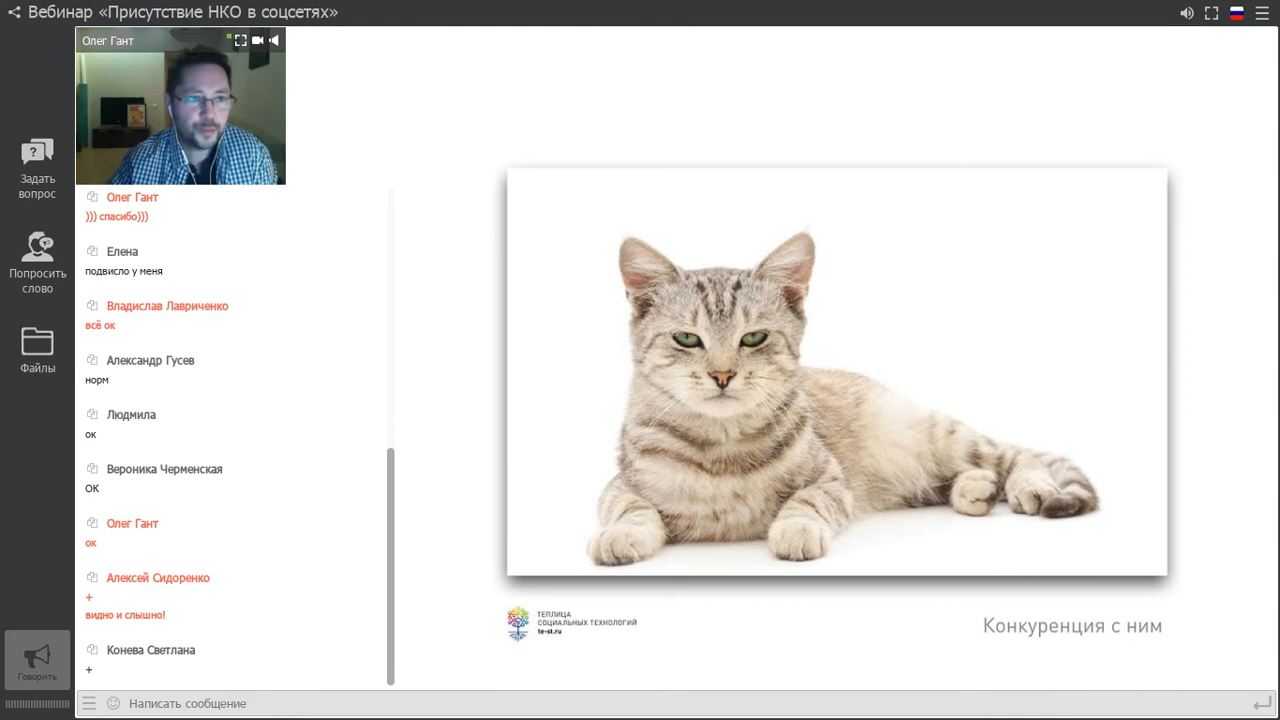 Вебинар «Присутствие НКО в соцсетях»
Олег Гант
Задать
вопрос
Попросить
слово
Файлы
Говорить
Олег Гант
))) спасибо)))
Елена
подвисло у меня
Владислав Лавриченко
всё ок
Александр Гусев
норм
Людмила
ок
Вероника Черменская
ОК
Олег Гант
ок
Алексей Сидоренко
+
видно и слышно!
Конева Светлана
+
Написать сообщение
ТЕПЛИЦА
СОЦИАЛЬНЫХ ТЕХНОЛОГИЙ
te-st.ru
Конкуренция с ним